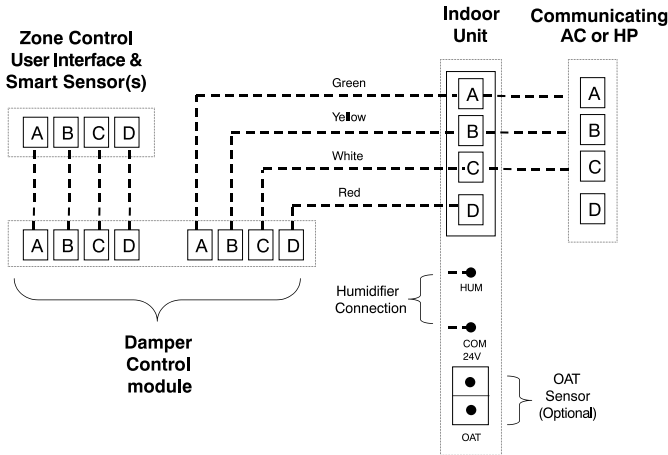 Zone Control
User Interface &
Smart Sensor(s)
A B C D
A B C D
A B C D
Damper
Control
module
Green
Yellow
White
Red
Indoor
Unit
A
B
C
D
Communicating
AC or HP
A
B
C
D
Humidifier
Connection
HUM
COM
24V
OAT
OAT
Sensor
(Optional)